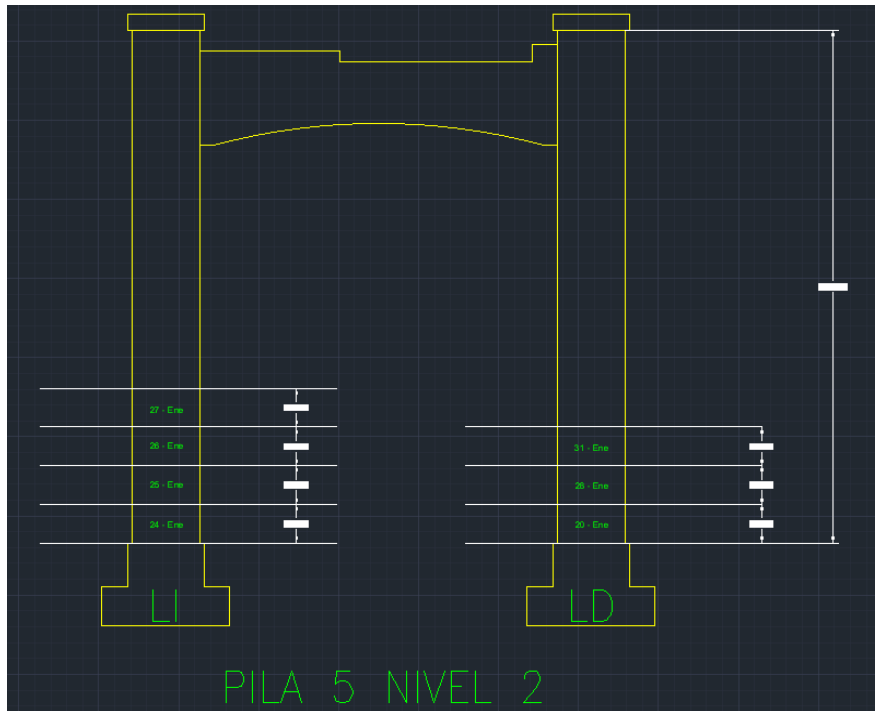 27 - Ene
26 - Ene
31 - Ene
25 - Ene
28 - Ene
24 - Ene
20 - Ene
LI
LD
PILA 5 NIVEL 2